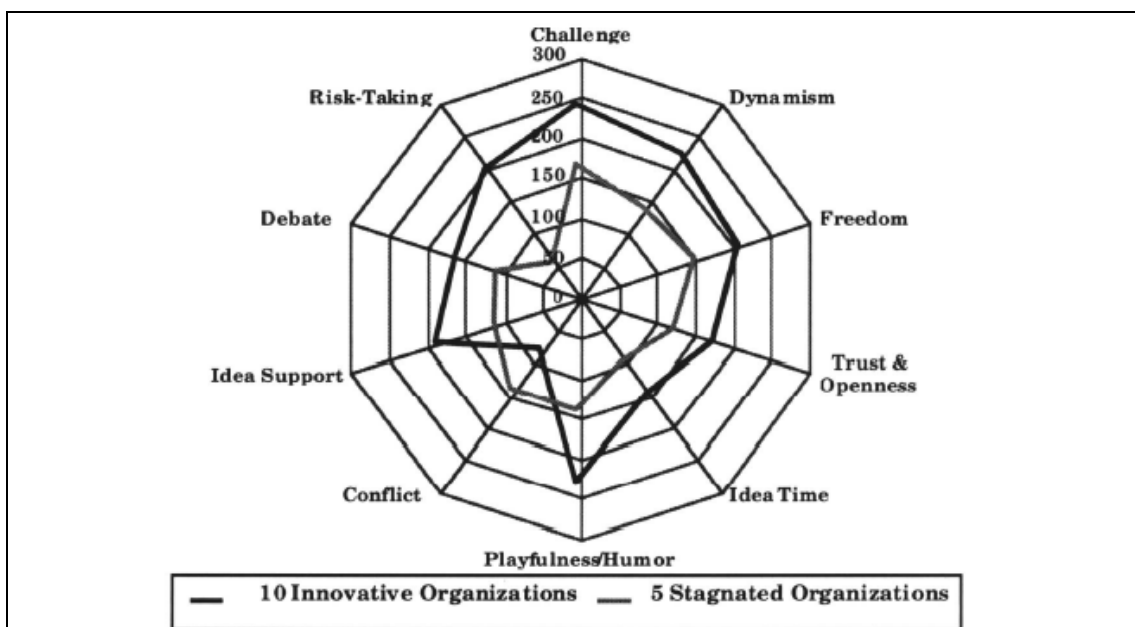 Challenge
300
Risk-Taking
Dynamism
250
200
150
Debate
Freedom
100
50
0
Idea Support
Trust &
Openness
Conflict
Idea Time
Playfulness/Humor
10 Innovative Organizations 5 Stagnated Organizations